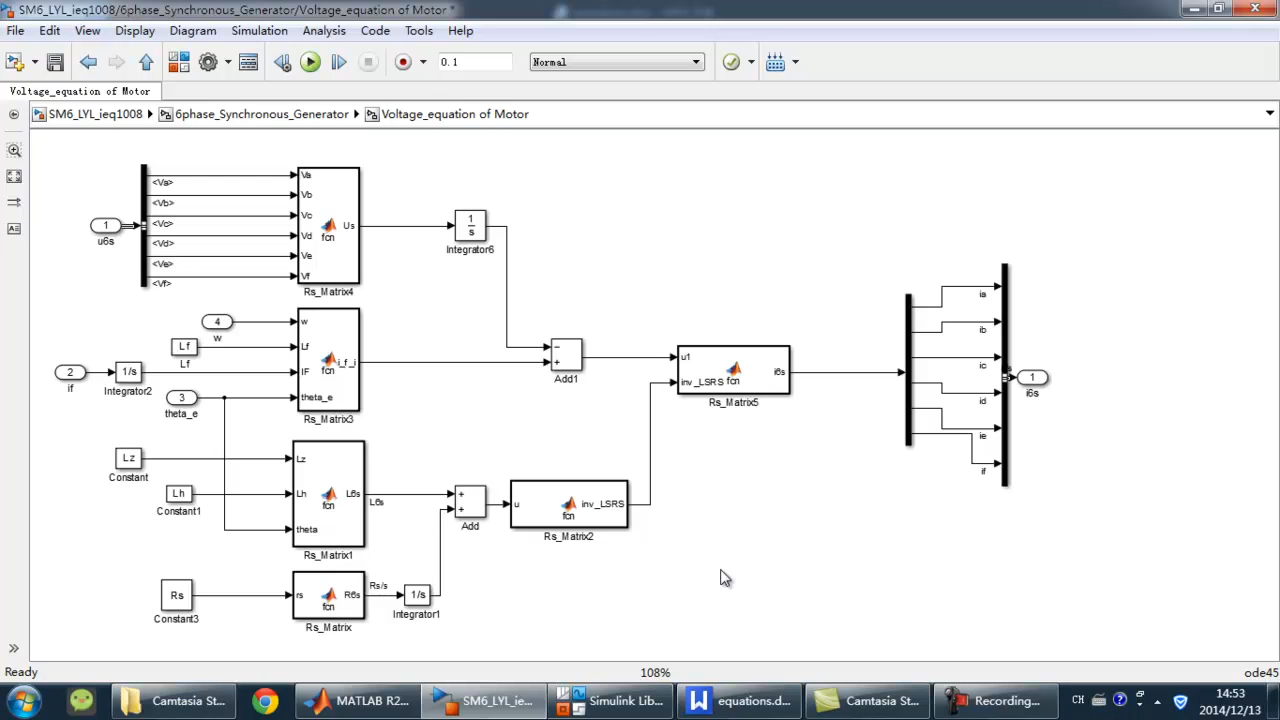 SM6_LYL_ieq1008/6phase_Synchronous_Generator/Voltage_equation of Motor *
File Edit View Display Diagram Simulation Analysis Code Tools Help
0.1 Normal
Voltage_equation of Motor
SM6_LYL_ieq1008 6phase_Synchronous_Generator Voltage_equation of Motor
1
u6s
<Va>
<Vb>
<Vc>
<Vd>
<Ve>
<Vf>
Va
Vb
Vc
Vd
Ve
Vf
fcn
Us
Rs_Matrix4
1
s
Integrator6
4
w
Lf
Lf
2
if
1/s
Integrator2
3
theta_e
w
Lf
IF
theta_e
fcn
i_f_i
Rs_Matrix3
−
+
Add1
u1
inv_LSRS
fcn
i6s
Rs_Matrix5
ia
ib
ic
id
ie
if
1
i6s
Lz
Constant
Lh
Constant1
Lz
Lh
theta
fcn
L6s
Rs_Matrix1
L6s
+
+
Add
u
fcn
inv_LSRS
Rs_Matrix2
Rs
Constant3
rs
fcn
R6s
Rs_Matrix
Rs/s
1/s
Integrator1
Ready 108% ode45
Camtasia St... MATLAB R2... SM6_LYL_ie... Simulink Lib... equations.d... Camtasia St... Recording... CH 14:53
2014/12/13